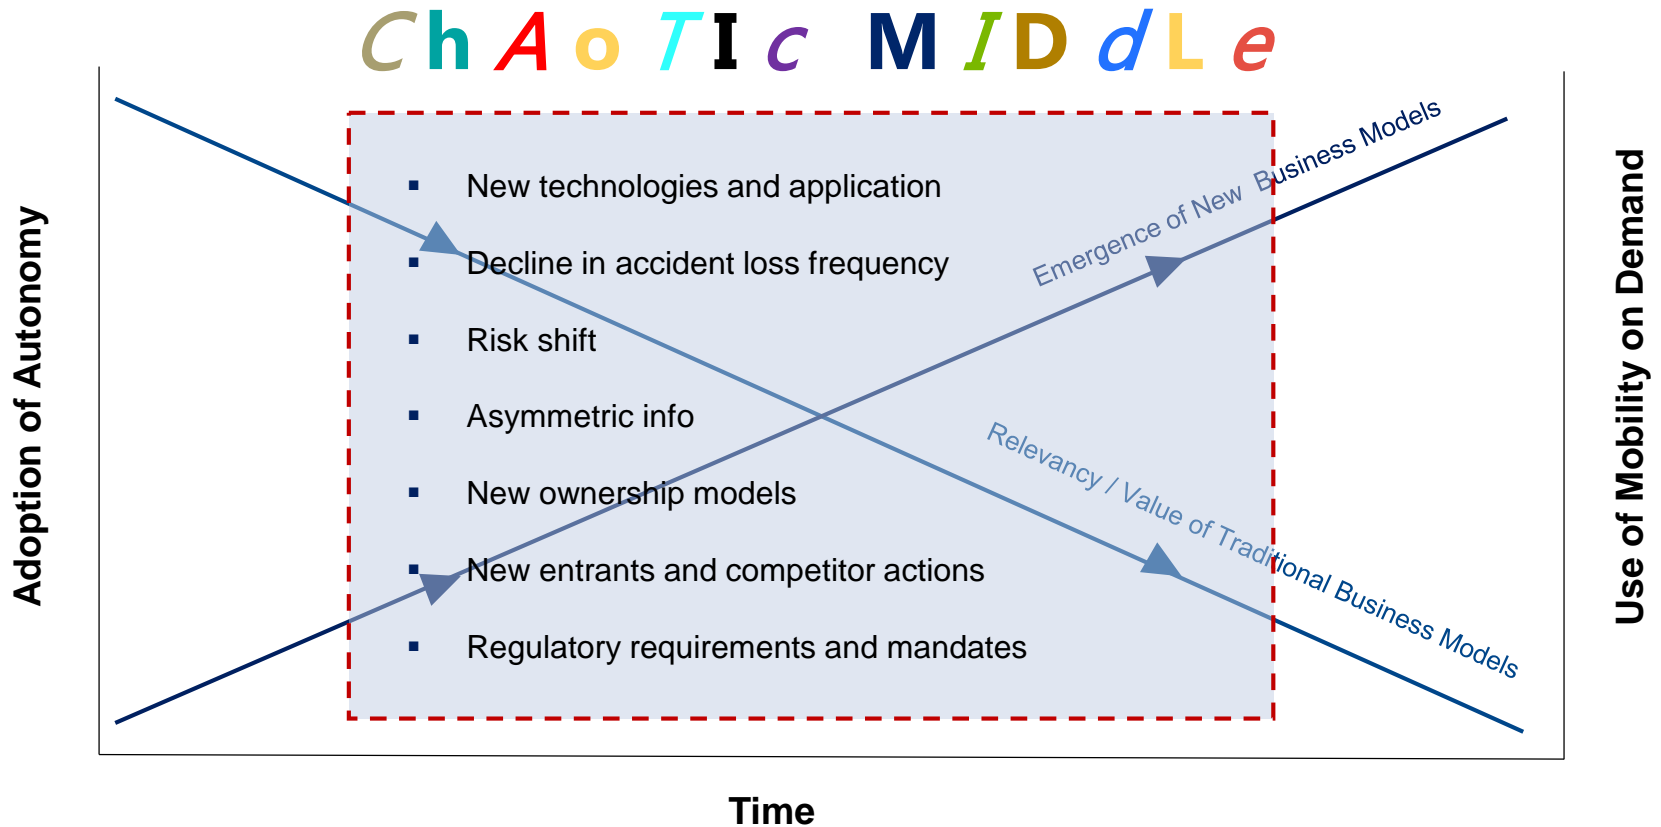 ChAoTIc MIDdLe
Adoption of Autonomy
New technologies and application
Decline in accident loss frequency
Risk shift
Asymmetric info
New ownership models
New entrants and competitor actions
Regulatory requirements and mandates
Emergence of New Business Models
Relevancy / Value of Traditional Business Models
Use of Mobility on Demand
Time